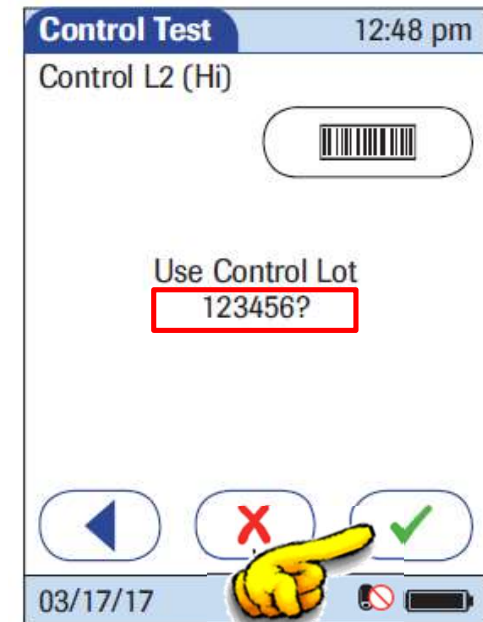 Control Test 12:48 pm
Control L2 (Hi)
Use Control Lot
123456?
03/17/17